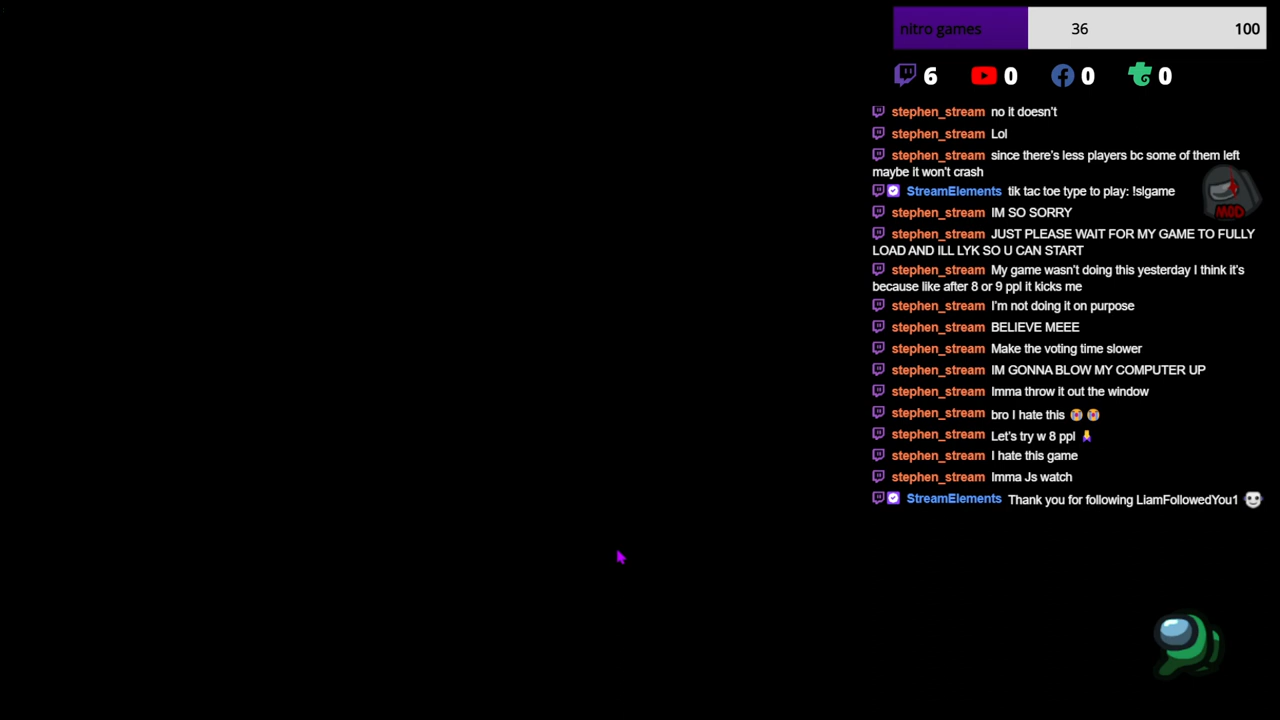 nitro games 36 100
6 0 0 0
stephen_stream no it doesn't
stephen_stream Lol
stephen_stream since there's less players bc some of them left
maybe it won't crash
StreamElements tik tac toe type to play: !slgame
MOD
stephen_stream IM SO SORRY
stephen_stream JUST PLEASE WAIT FOR MY GAME TO FULLY
LOAD AND ILL LYK SO U CAN START
stephen_stream My game wasn't doing this yesterday I think it's
because like after 8 or 9 ppl it kicks me
stephen_stream I'm not doing it on purpose
stephen_stream BELIEVE MEEE
stephen_stream Make the voting time slower
stephen_stream IM GONNA BLOW MY COMPUTER UP
stephen_stream Imma throw it out the window
stephen_stream bro I hate this 😭 😭
stephen_stream Let's try w 8 ppl 🙏
stephen_stream I hate this game
stephen_stream Imma Js watch
StreamElements Thank you for following LiamFollowedYou1